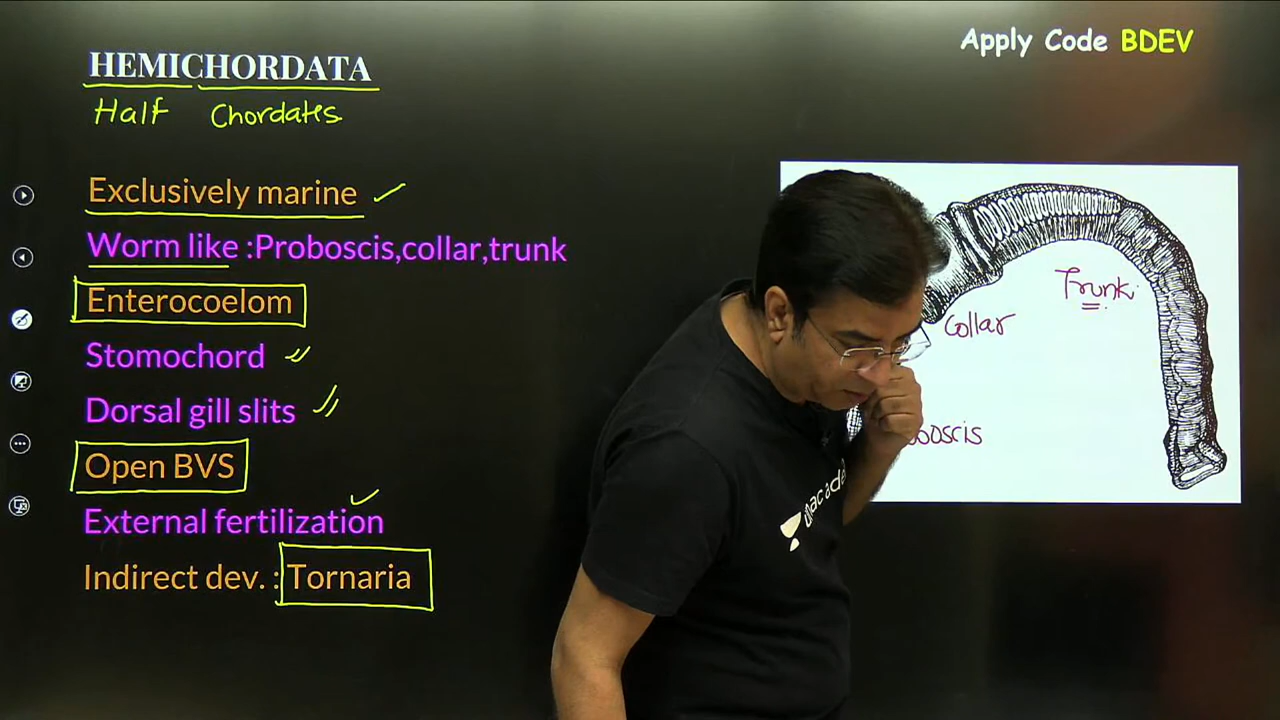 Apply Code BDEV
HEMICHORDATA
Half Chordates
Exclusively marine
Worm like :Proboscis,collar,trunk
Enterocoelom
Stomochord
Dorsal gill slits
Open BVS
External fertilization
Indirect dev. : Tornaria
Trunk
Collar